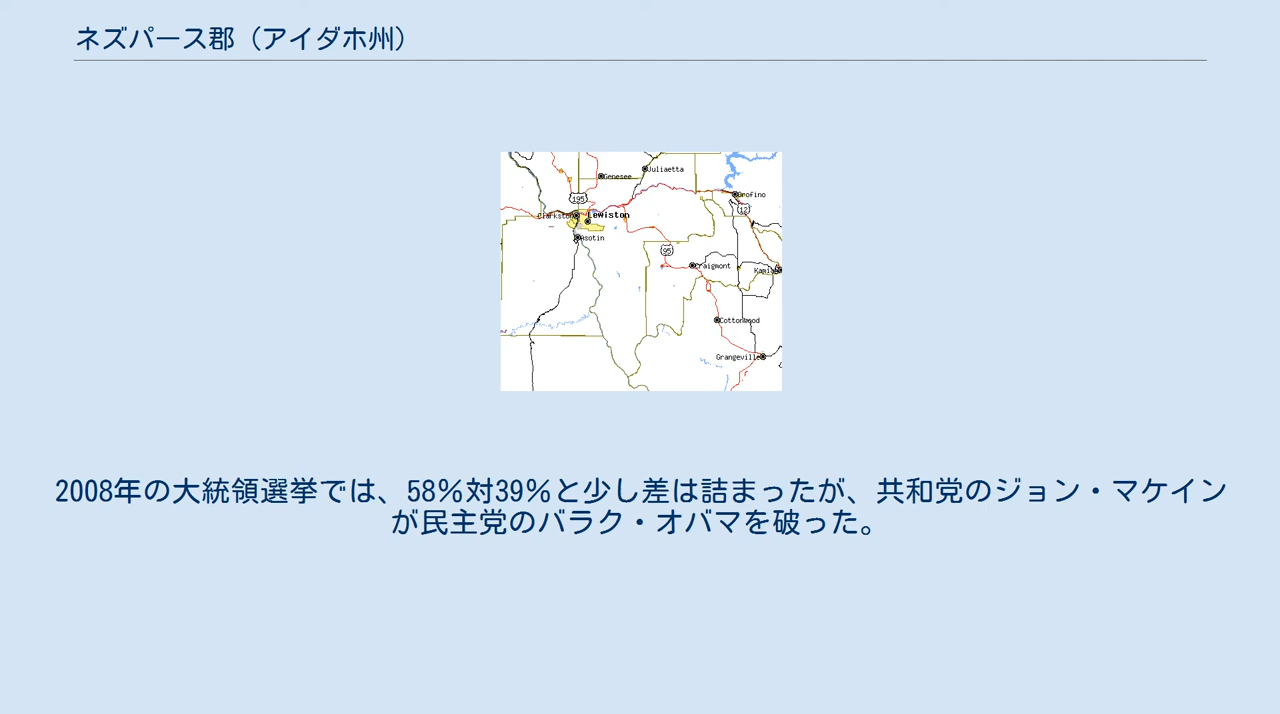 ネズパース郡（アイダホ州）
Juliaetta
Genesee
195
Orofino
12
Clarkston
Lewiston
Asotin
95
Craigmont
Kamiah
Cottonwood
Grangeville
2008年の大統領選挙では、58%対39%と少し差は詰まったが、共和党のジョン・マケイン
が民主党のバラク・オバマを破った。